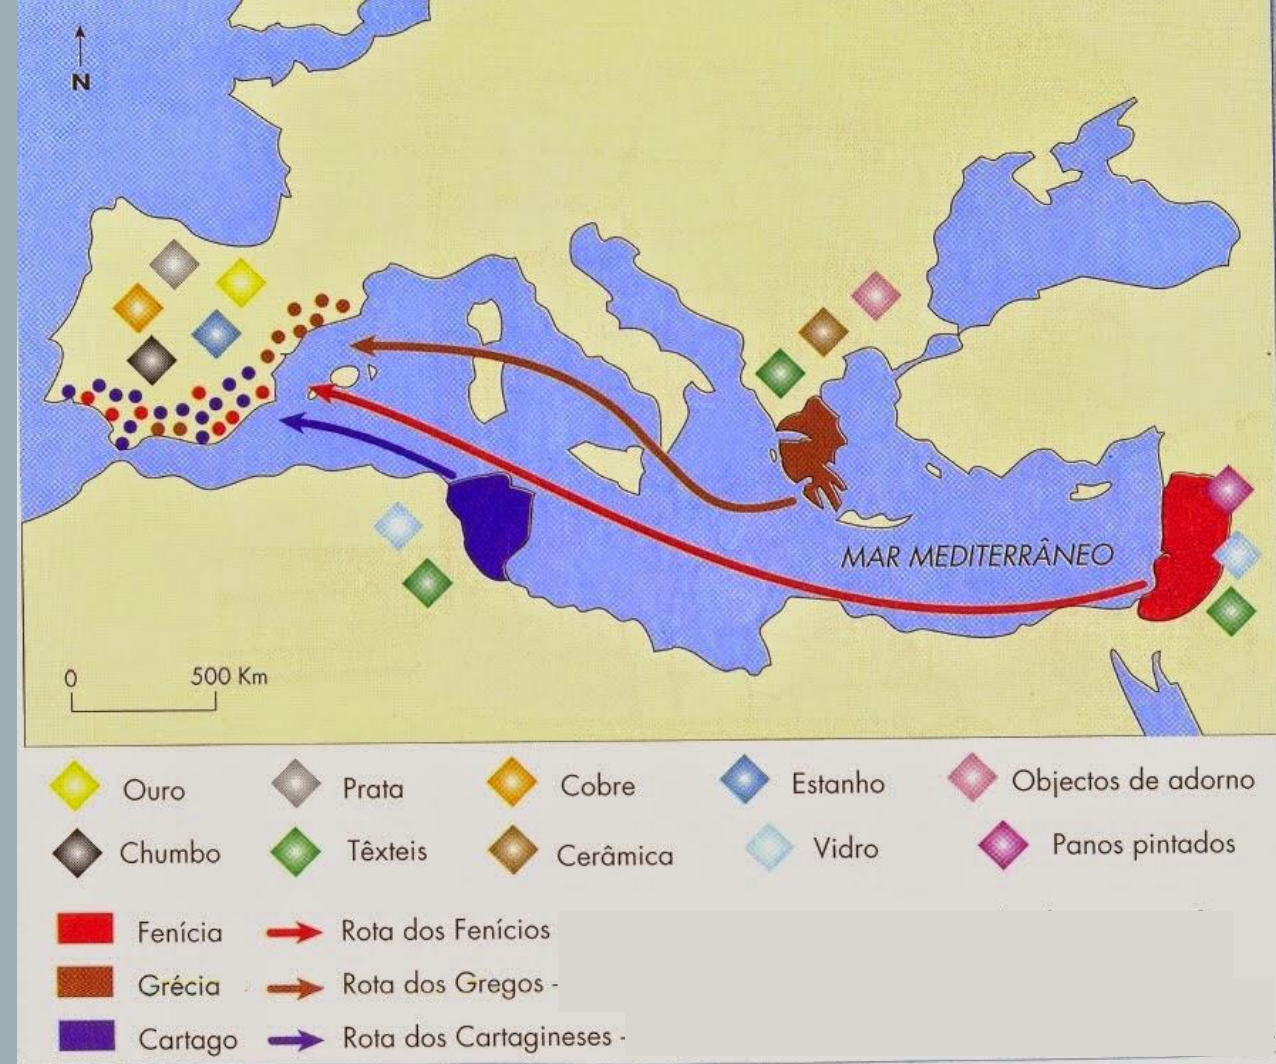 N
MAR MEDITERRÂNEO
0 500 Km
Ouro Prata Cobre Estanho Objectos de adorno
Chumbo Têxteis Cerâmica Vidro Panos pintados
Fenícia Rota dos Fenícios
Grécia Rota dos Gregos -
Cartago Rota dos Cartagineses -